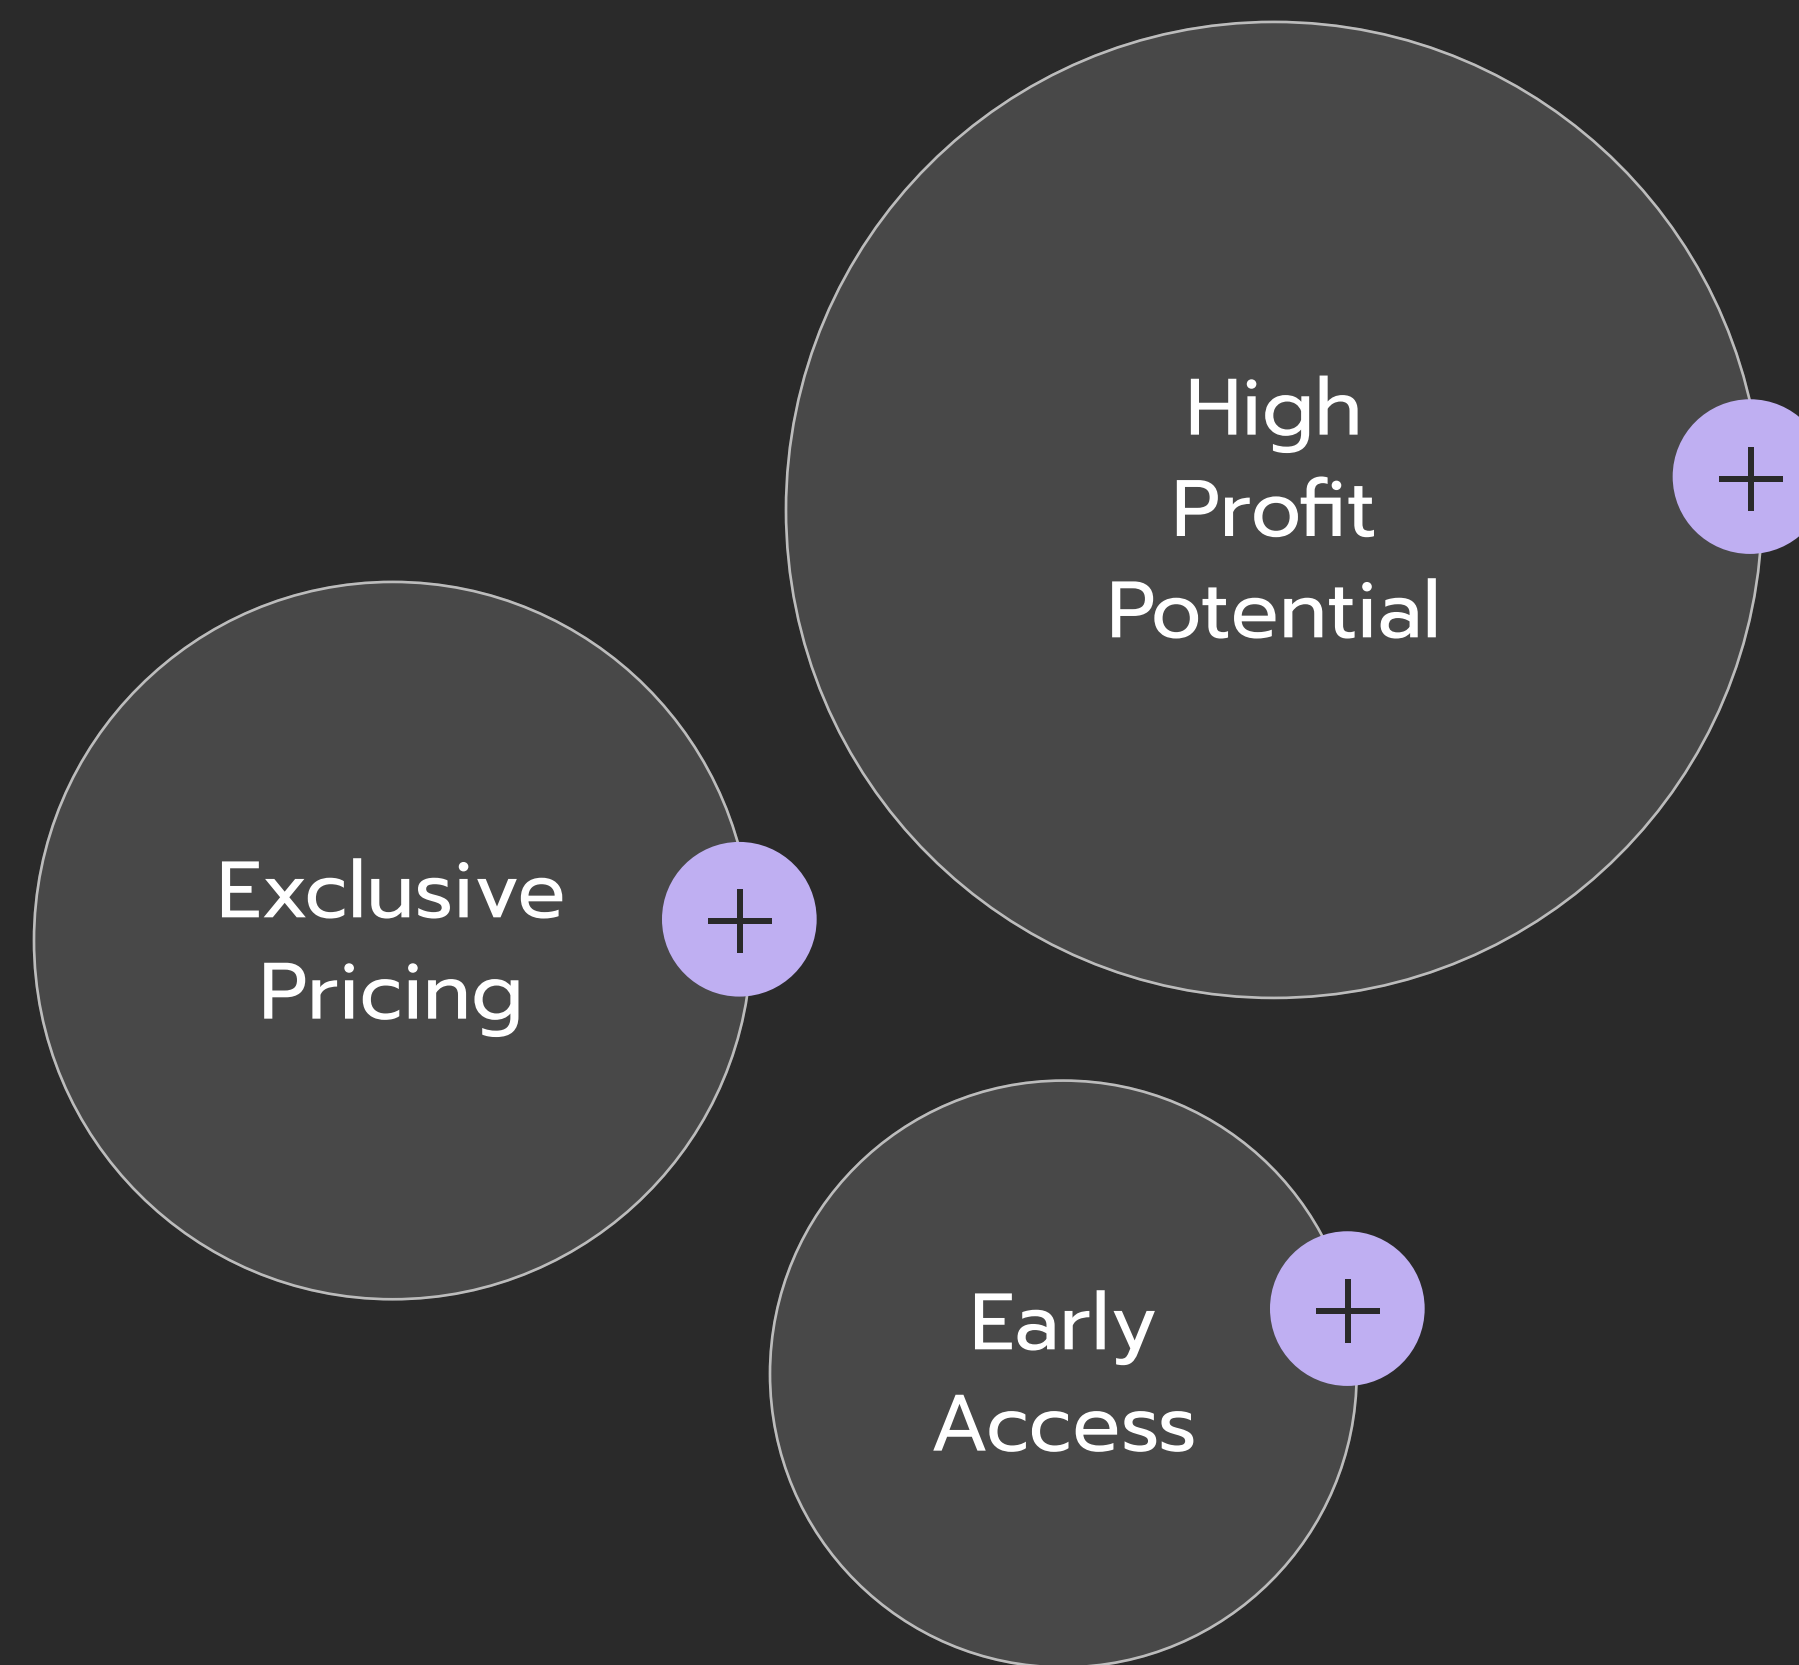 High
Profit
Potential
Exclusive
Pricing
Early
Access